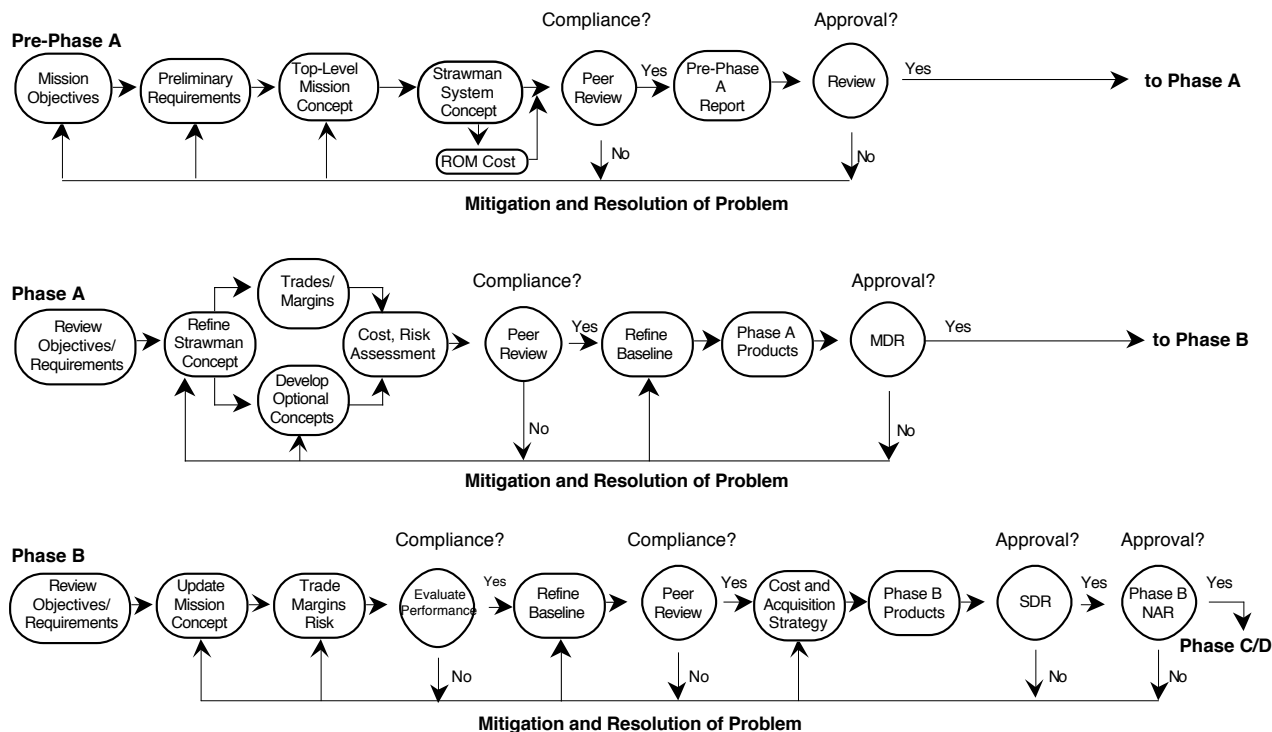 Compliance?
Approval?
Pre-Phase A
Mission
Objectives
Preliminary
Requirements
Top-Level
Mission
Concept
Strawman
System
Concept
ROM Cost
Peer
Review
Yes
Pre-Phase
A
Report
Review
Yes
to Phase A
No
No
Mitigation and Resolution of Problem
Compliance?
Approval?
Phase A
Review
Objectives/
Requirements
Refine
Strawman
Concept
Trades/
Margins
Develop
Optional
Concepts
Cost, Risk
Assessment
Peer
Review
Yes
Refine
Baseline
Phase A
Products
MDR
Yes
to Phase B
No
No
Mitigation and Resolution of Problem
Compliance?
Compliance?
Approval?
Approval?
Phase B
Review
Objectives/
Requirements
Update
Mission
Concept
Trade
Margins
Risk
Evaluate
Performance
Yes
Refine
Baseline
Peer
Review
Yes
Cost and
Acquisition
Strategy
Phase B
Products
SDR
Yes
Phase B
NAR
Yes
Phase C/D
No
No
No
No
Mitigation and Resolution of Problem